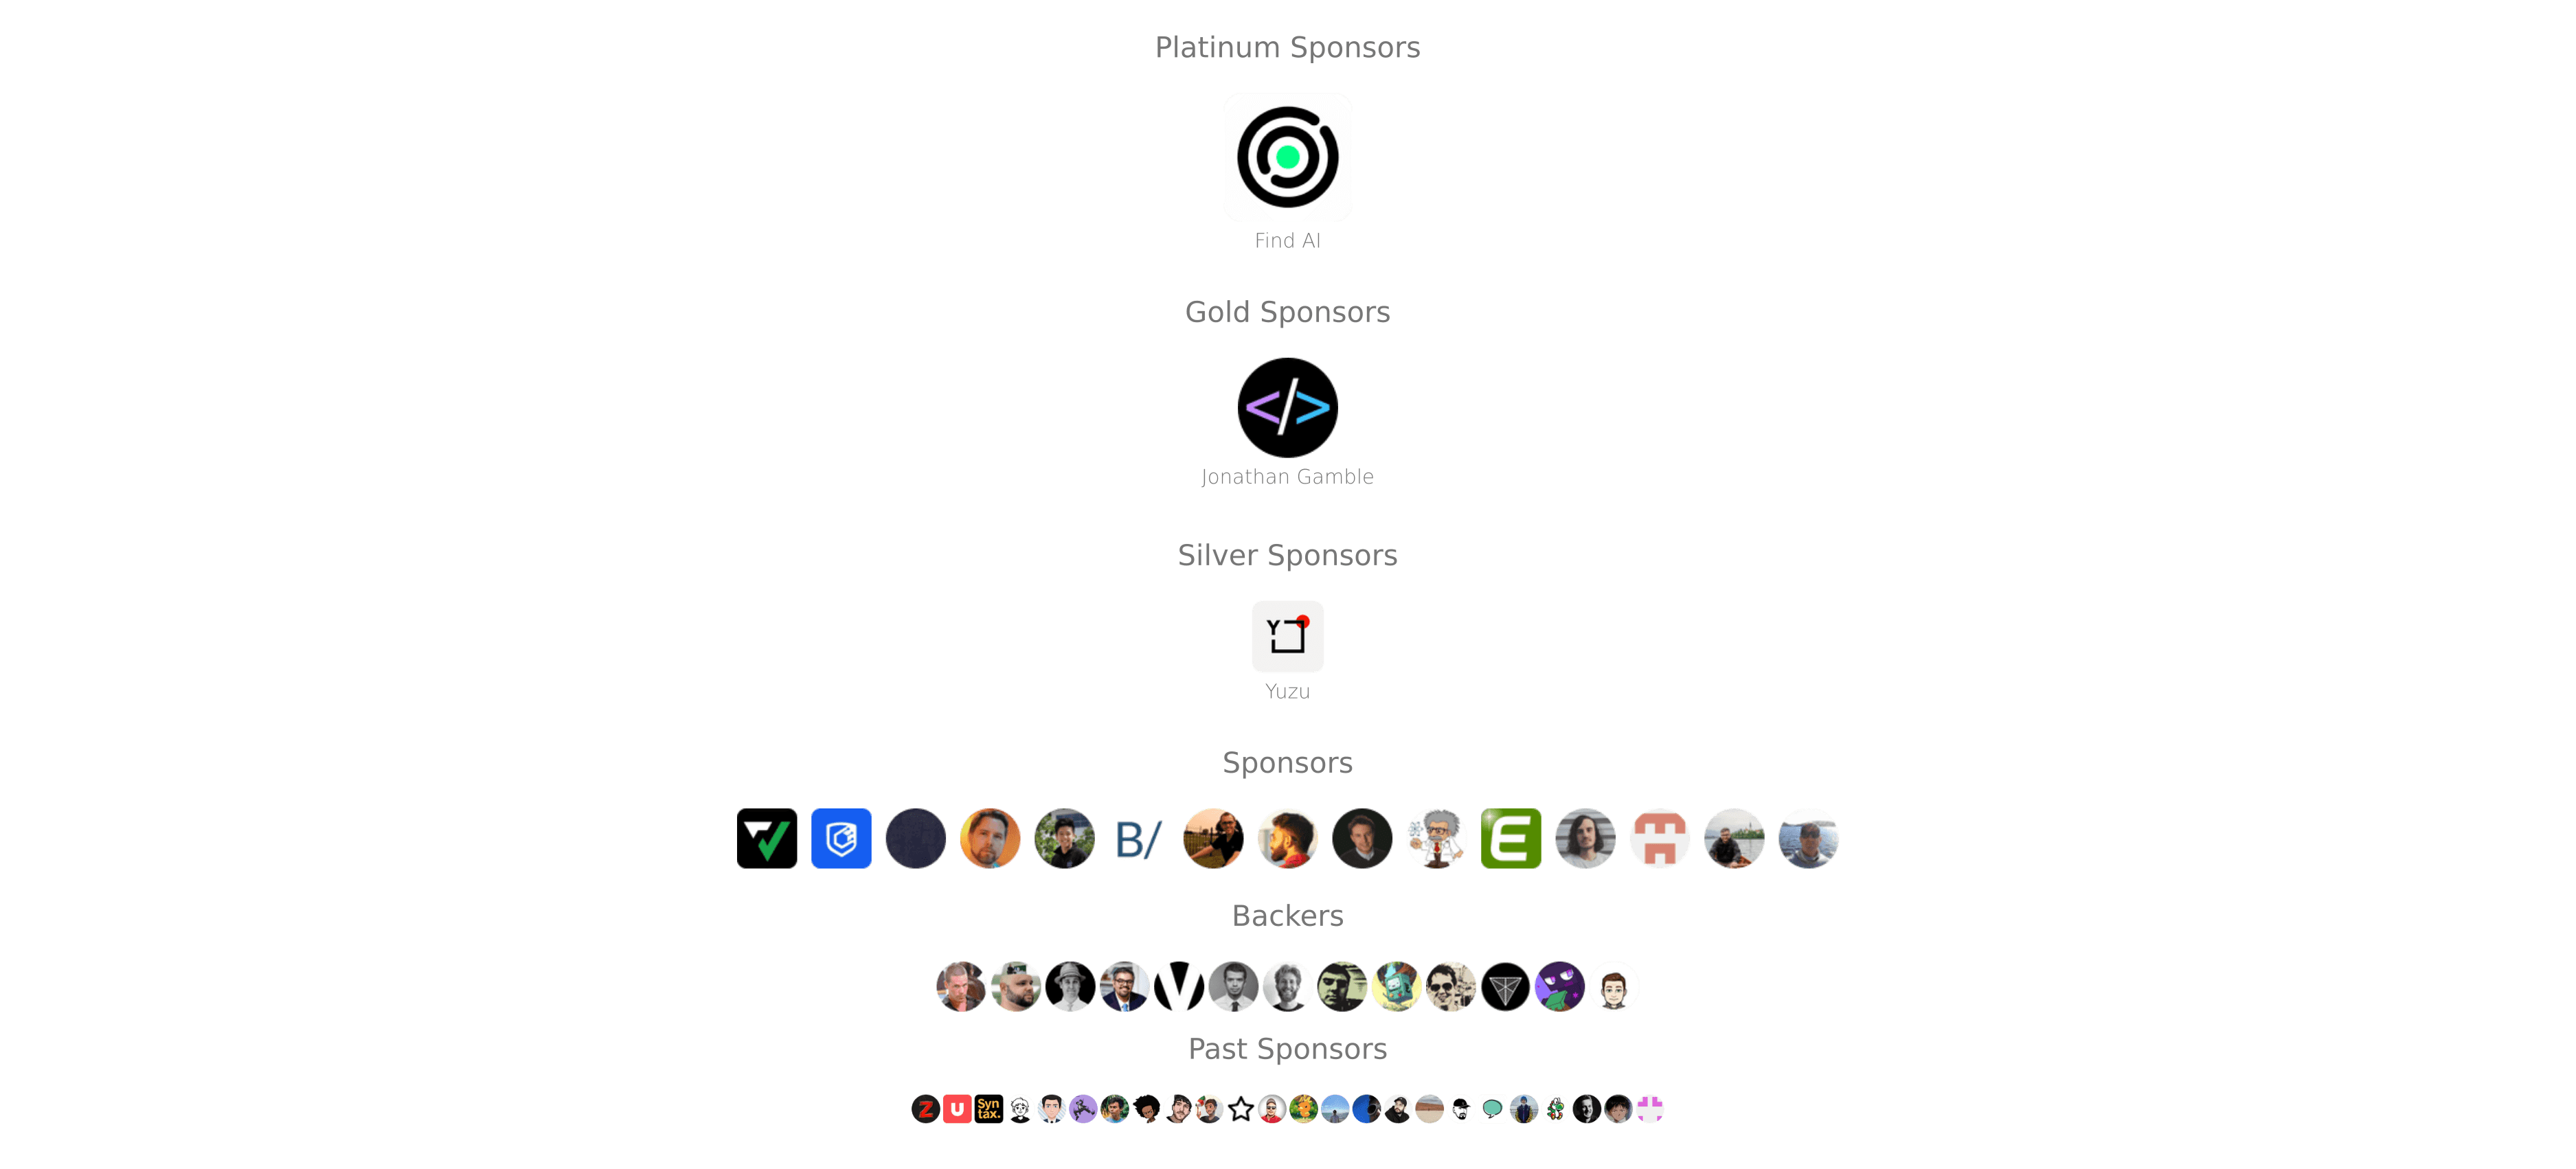 Platinum Sponsors
Find AI
Gold Sponsors
</>
Jonathan Gamble
Silver Sponsors
Y
Yuzu
Sponsors
B/
E
Backers
V
Past Sponsors
Z
U
Syn
tax.